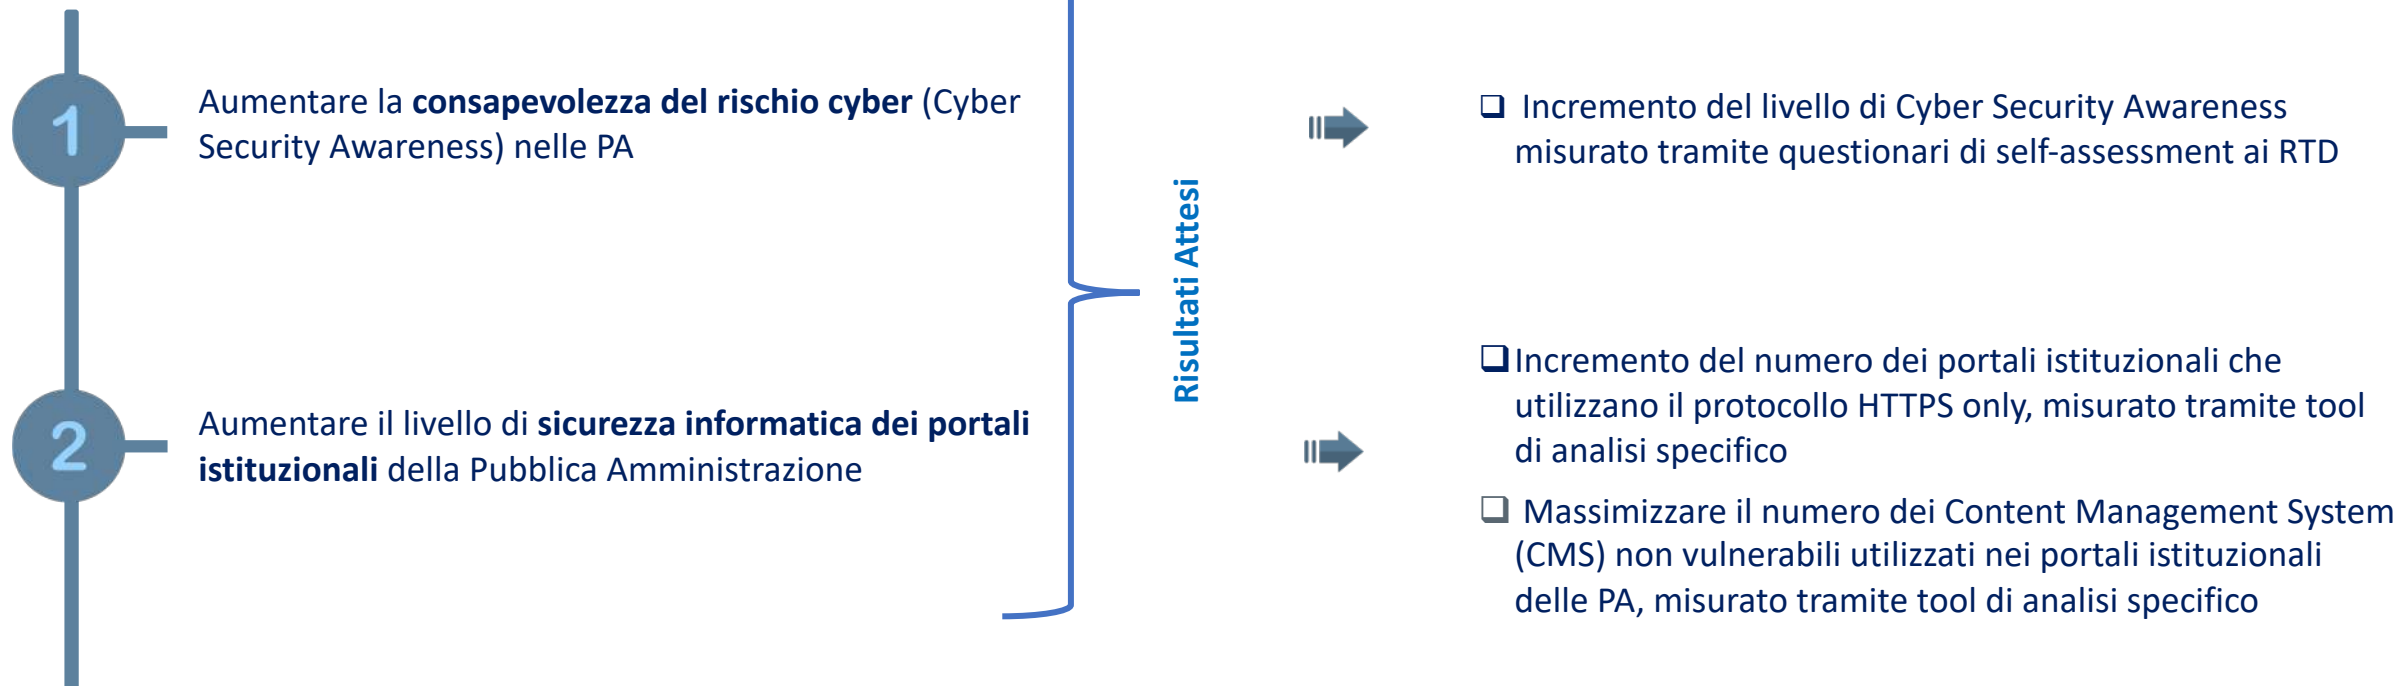 1
Aumentare la consapevolezza del rischio cyber (Cyber
Security Awareness) nelle PA
2
Aumentare il livello di sicurezza informatica dei portali
istituzionali della Pubblica Amministrazione
Risultati Attesi
Incremento del livello di Cyber Security Awareness
misurato tramite questionari di self-assessment ai RTD
Incremento del numero dei portali istituzionali che
utilizzano il protocollo HTTPS only, misurato tramite tool
di analisi specifico
Massimizzare il numero dei Content Management System
(CMS) non vulnerabili utilizzati nei portali istituzionali
delle PA, misurato tramite tool di analisi specifico